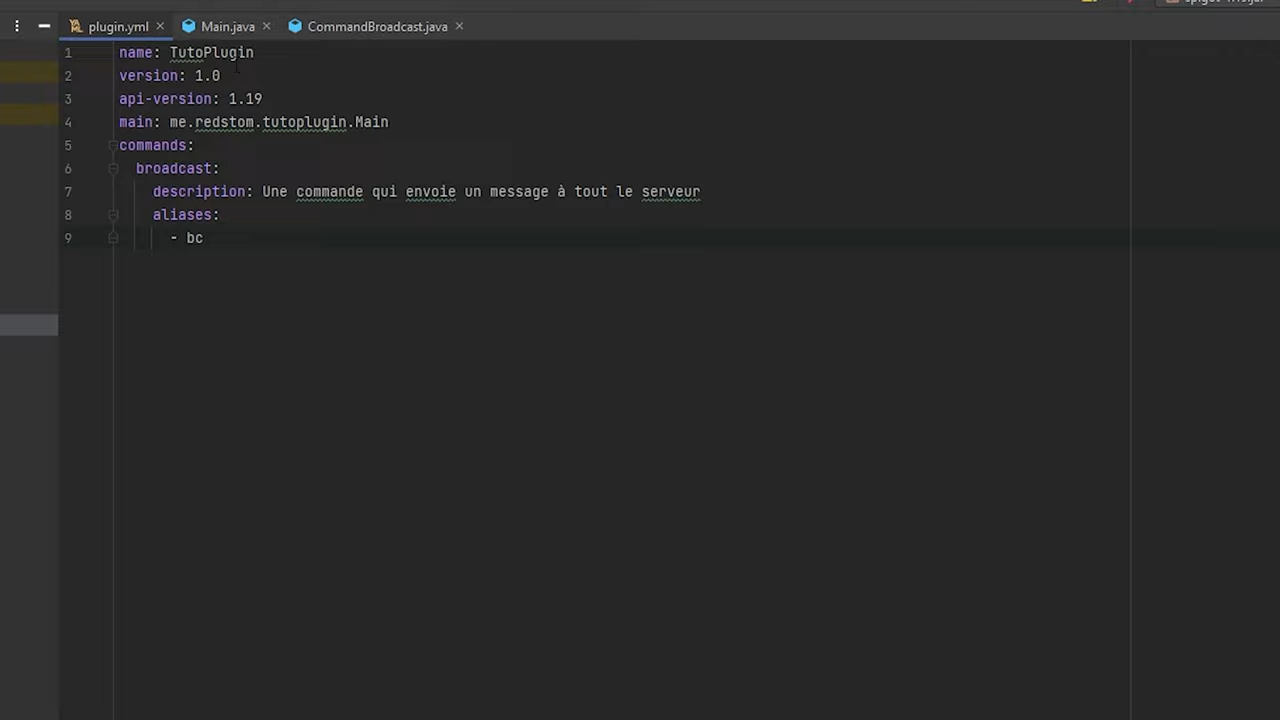 plugin.yml Main.java CommandBroadcast.java
1 name: TutoPlugin
2 version: 1.0
3 api-version: 1.19
4 main: me.redstom.tutoplugin.Main
5 commands:
6 broadcast:
7 description: Une commande qui envoie un message à tout le serveur
8 aliases:
9 - bc